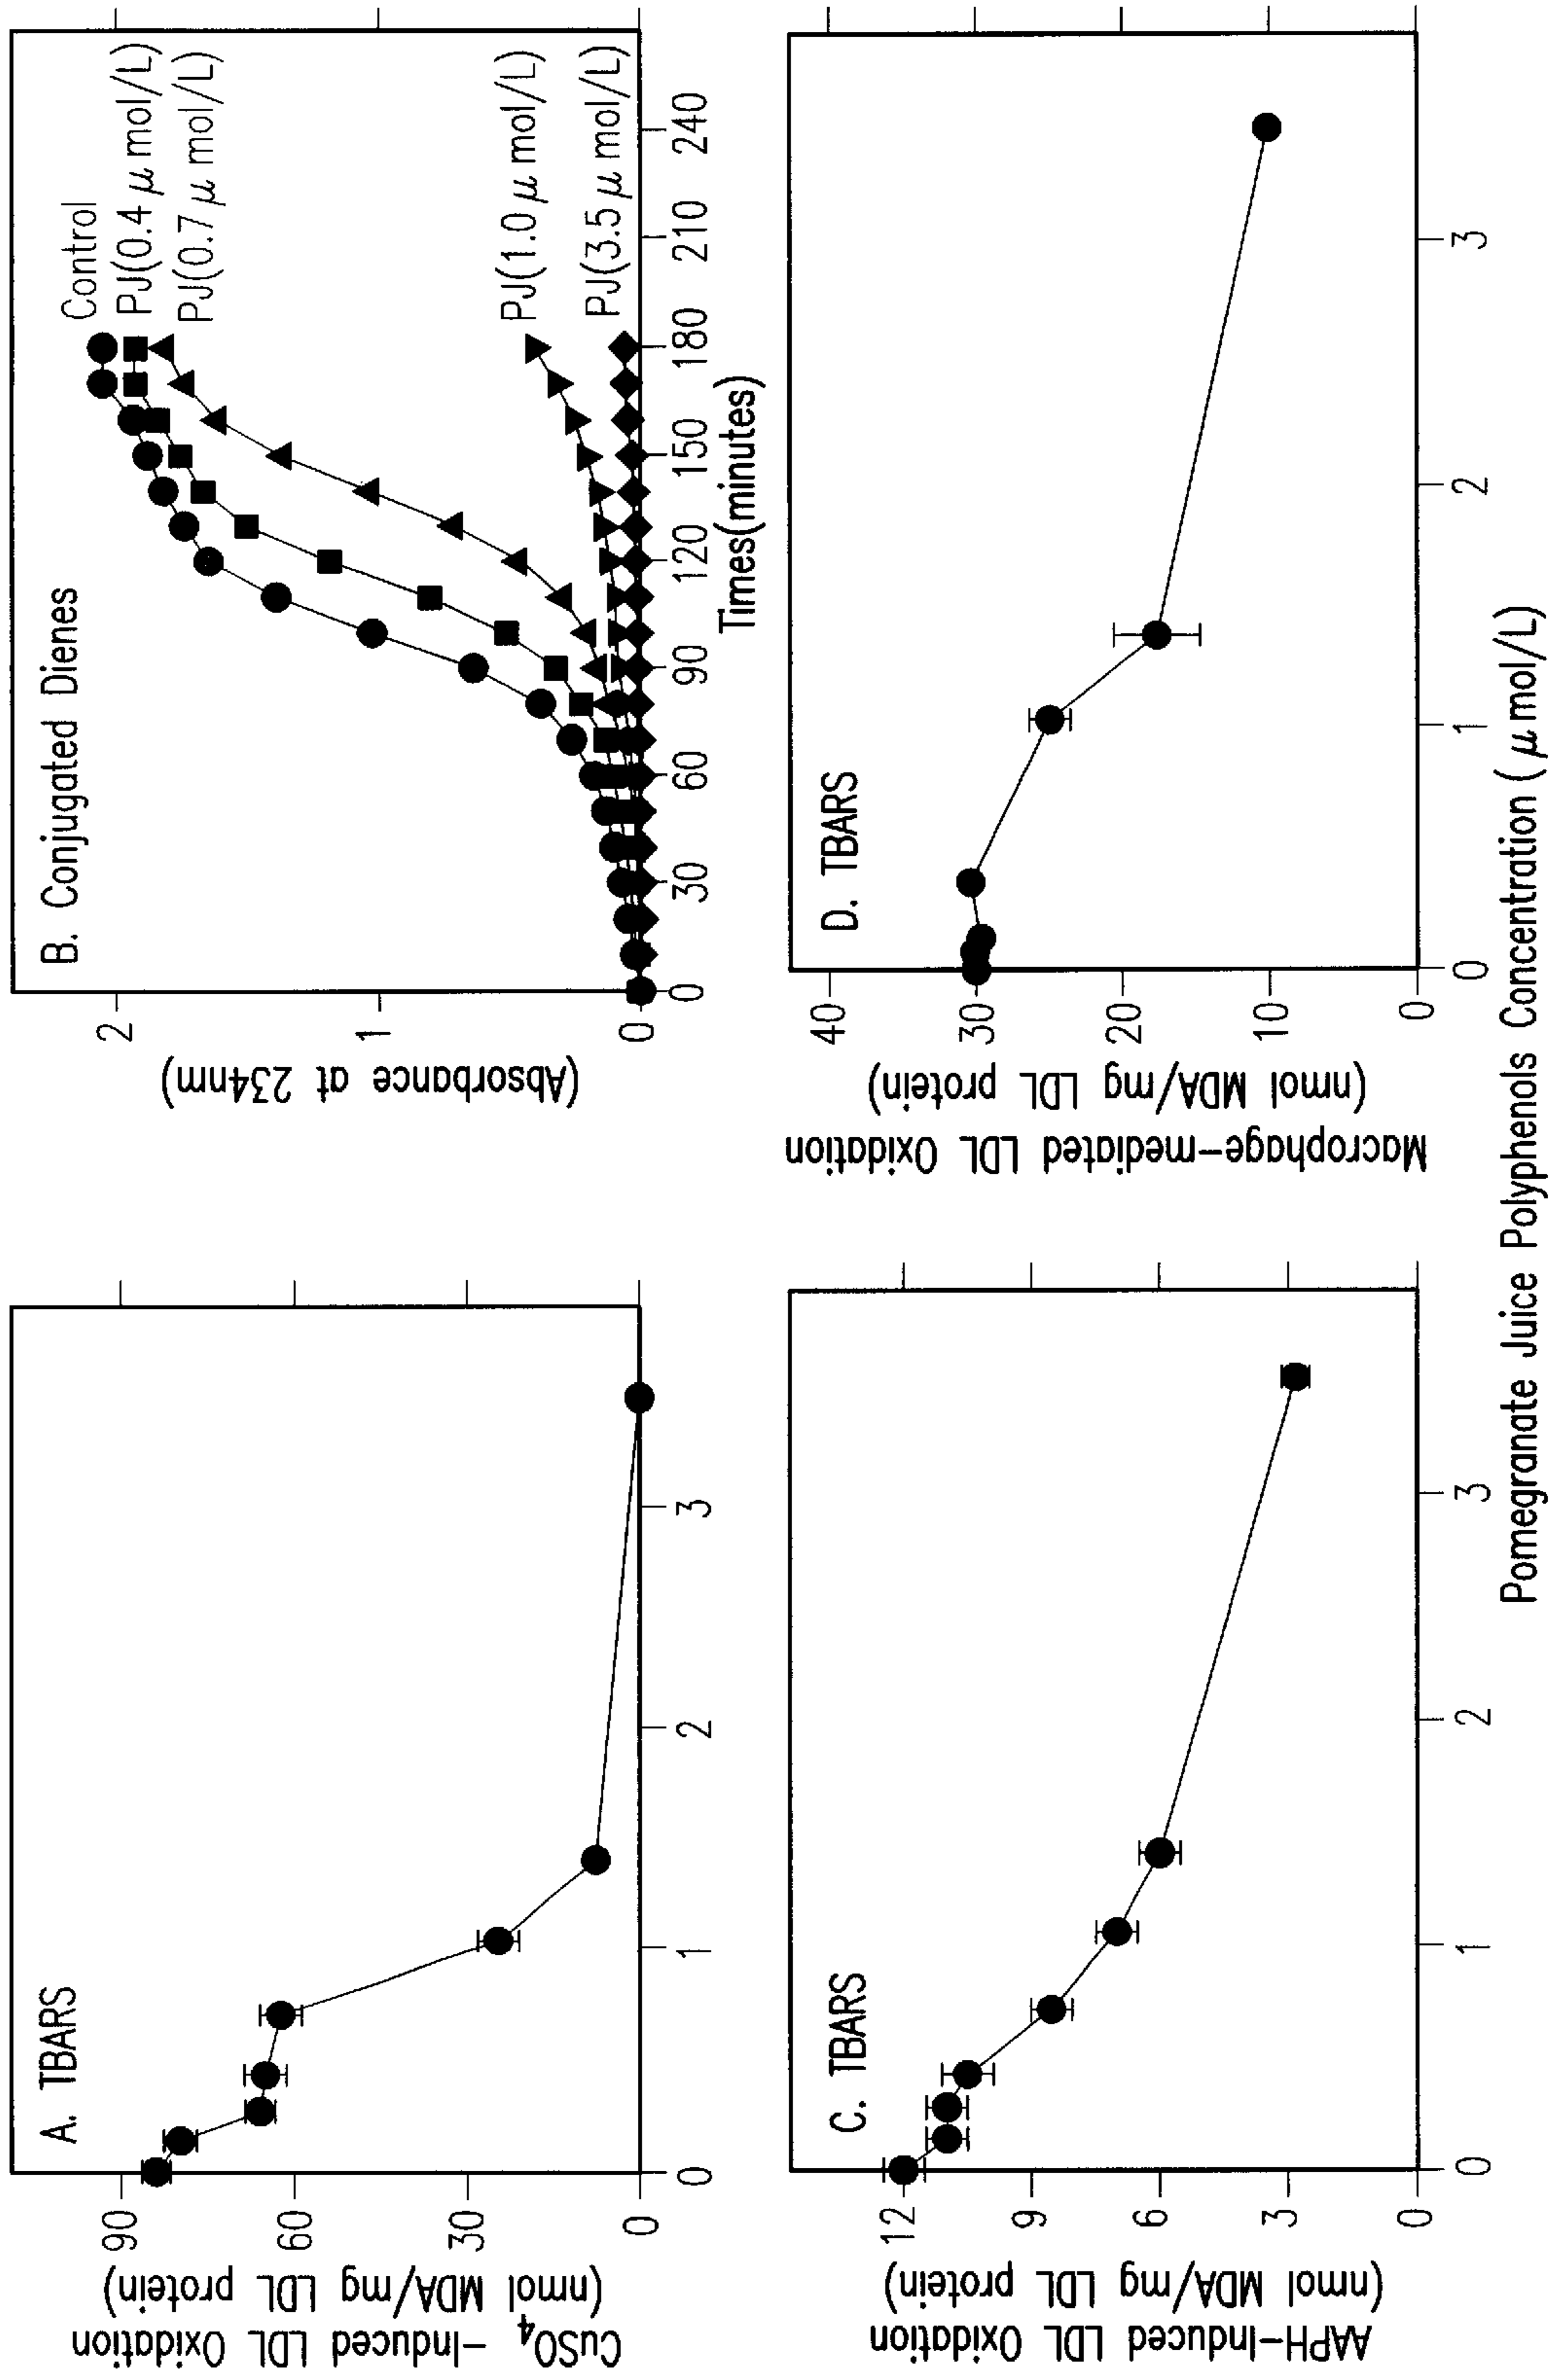 A. TBARS
CuSO4-Induced LDL Oxidation
(nmol MDA/mg LDL protein)
90
60
30
0
0
1
2
3
B. Conjugated Dienes
(Absorbance at 234nm)
2
1
0
Control
PJ(0.4 μ mol/L)
PJ(0.7 μ mol/L)
PJ(1.0 μ mol/L)
PJ(3.5 μ mol/L)
0
30
60
90
120
150
180
210
240
Times(minutes)
C. TBARS
AAPH-Induced LDL Oxidation
(nmol MDA/mg LDL protein)
12
9
6
3
0
0
1
2
3
D. TBARS
Macrophage-mediated LDL Oxidation
(nmol MDA/mg LDL protein)
40
30
20
10
0
0
1
2
3
Pomegranate Juice Polyphenols Concentration ( μ mol/L)